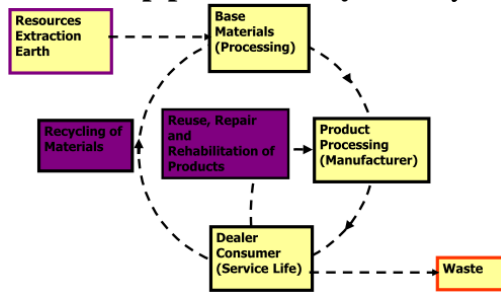 Resources
Extraction
Earth
Base
Materials
(Processing)
Recycling of
Materials
Reuse, Repair
and
Rehabilitation of
Products
Product
Processing
(Manufacturer)
Dealer
Consumer
(Service Life)
Waste